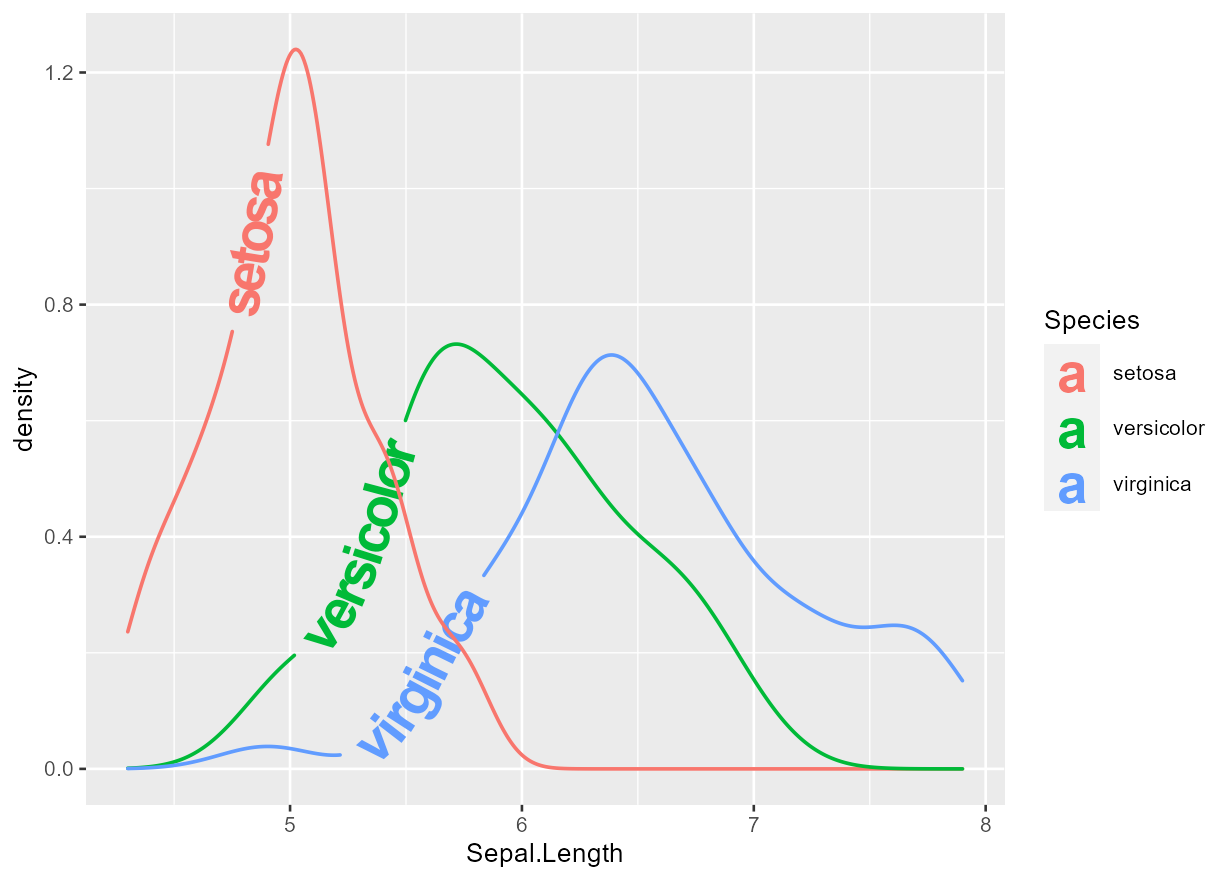 1.2
0.8
0.4
0.0
density
setosa
versicolor
virginica
5
6
7
8
Sepal.Length
Species
a setosa
a versicolor
a virginica